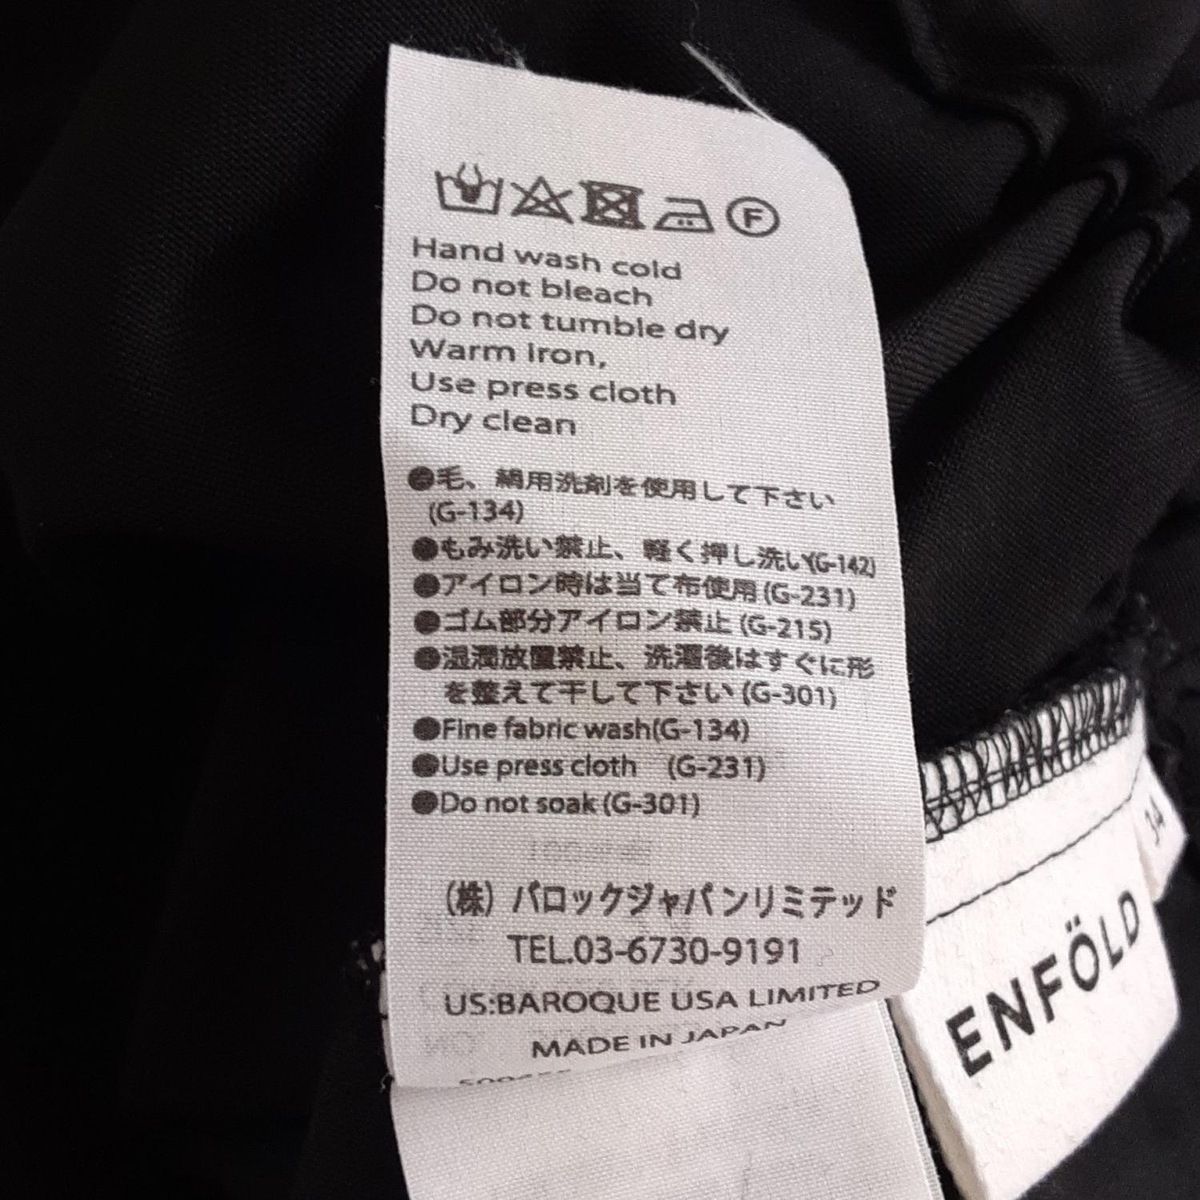 F
Hand wash cold
Do not bleach
Do not tumble dry
Warm iron,
Use press cloth
Dry clean
●毛、絹用洗剤を使用して下さい
(G-134)
●もみ洗い禁止、軽く押し洗い(G-142)
●アイロン時は当て布使用(G-231)
●ゴム部分アイロン禁止(G-215)
●湿潤放置禁止、洗濯後はすぐに形
を整えて干して下さい(G-301)
●Fine fabric wash(G-134)
●Use press cloth (G-231)
●Do not soak(G-301)
(株) バロックジャパンリミテッド
TEL.03-6730-9191
US:BAROQUE USA LIMITED
MADE IN JAPAN
ENFÖLD